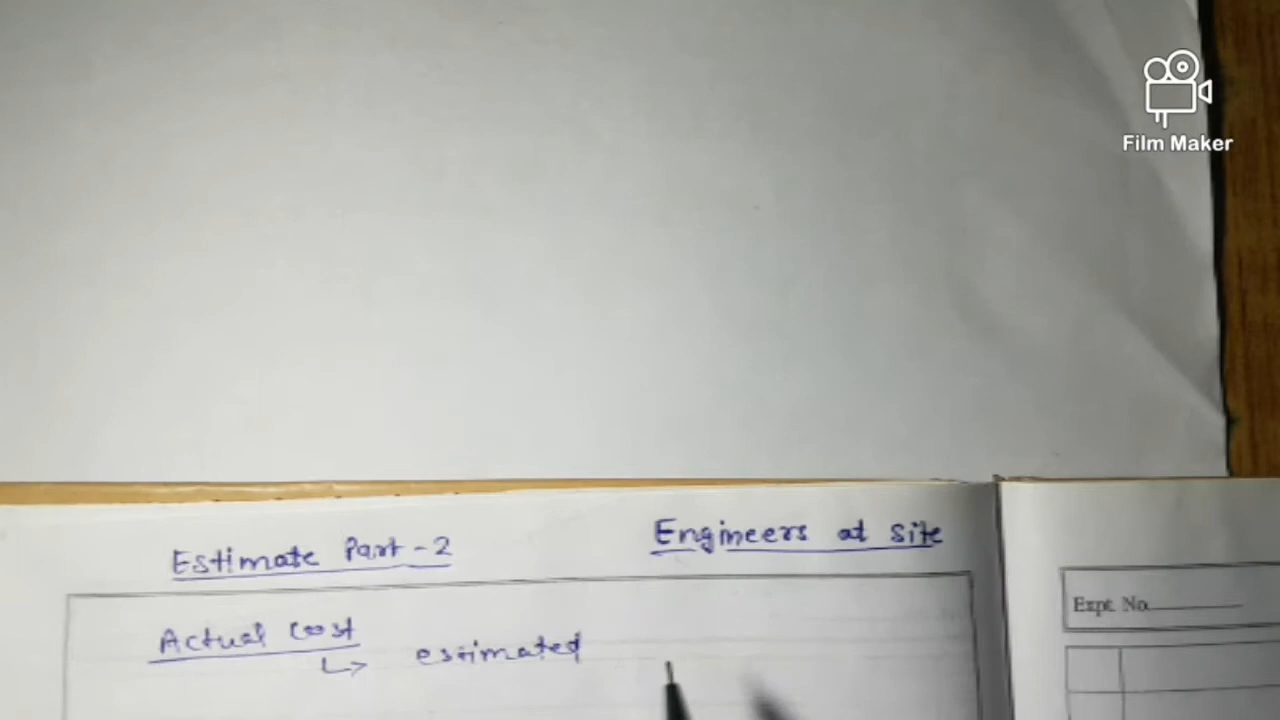 Film Maker
Estimate Part-2
Engineers at Site
Expt. No.
Actual Cost
↳ estimated